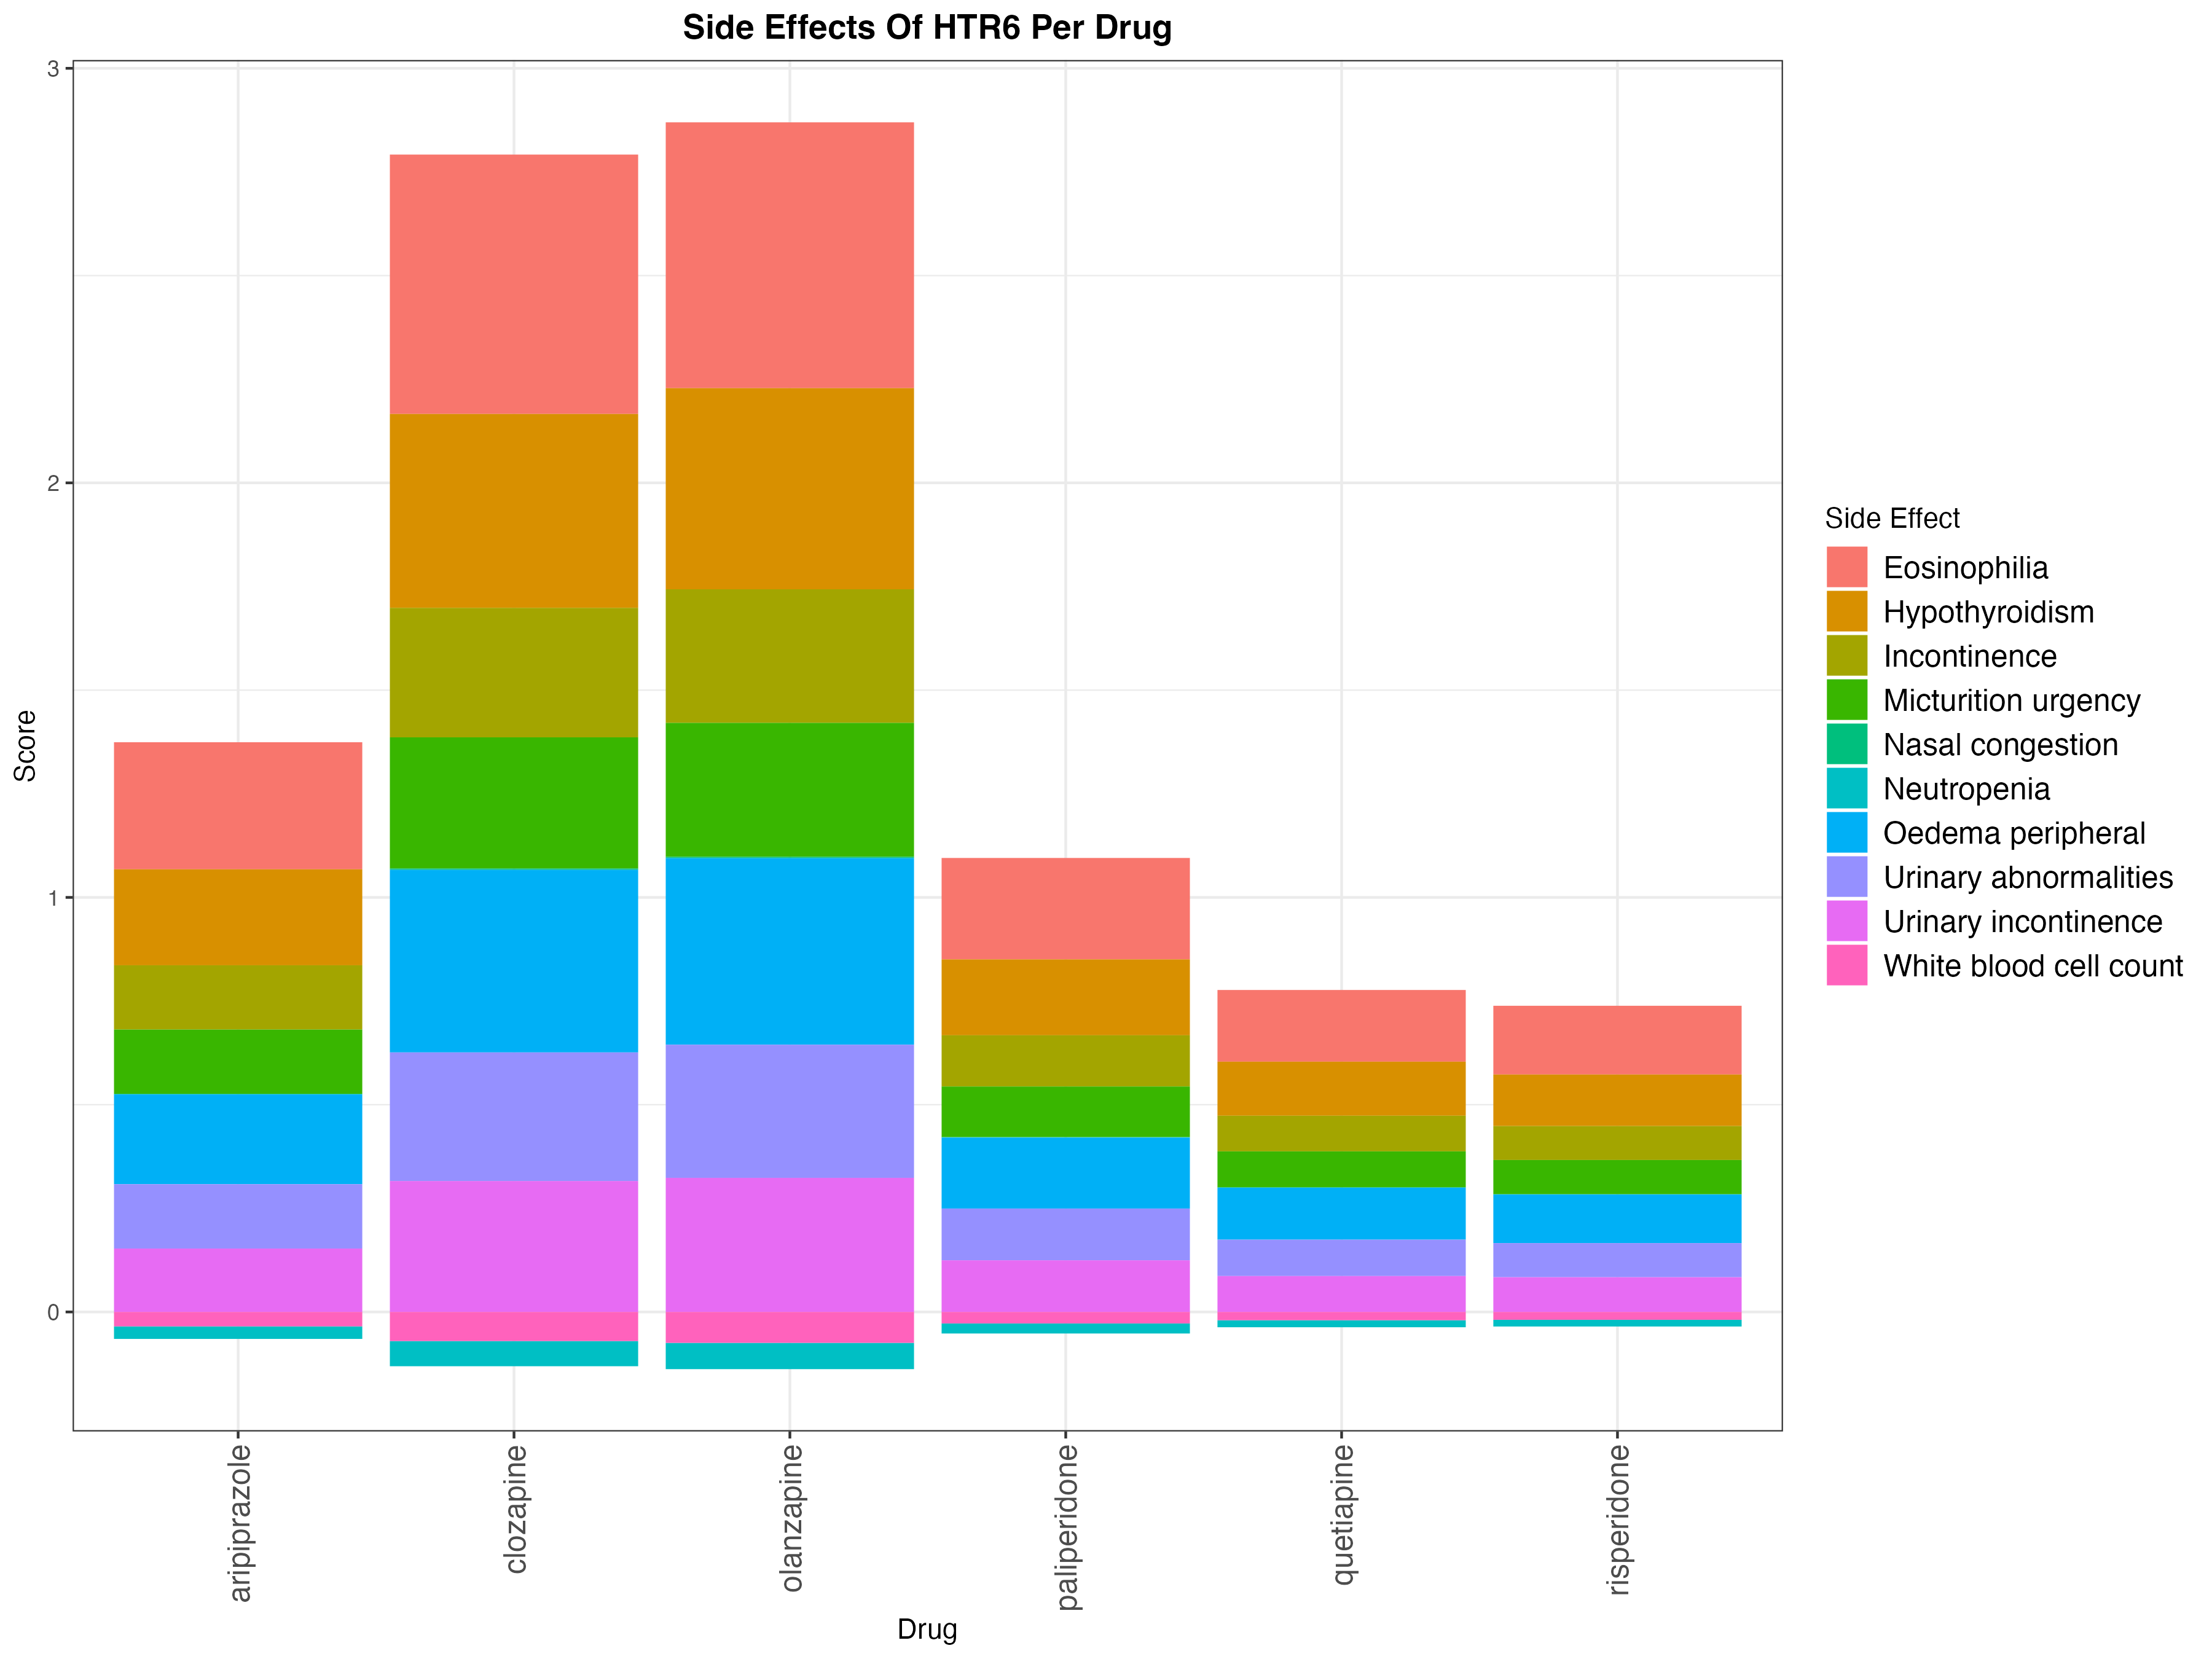 Side Effects Of HTR6 Per Drug
3
2
1
0
Score
aripiprazole
clozapine
olanzapine
paliperidone
quetiapine
risperidone
Drug
Side Effect
Eosinophilia
Hypothyroidism
Incontinence
Micturition urgency
Nasal congestion
Neutropenia
Oedema peripheral
Urinary abnormalities
Urinary incontinence
White blood cell count